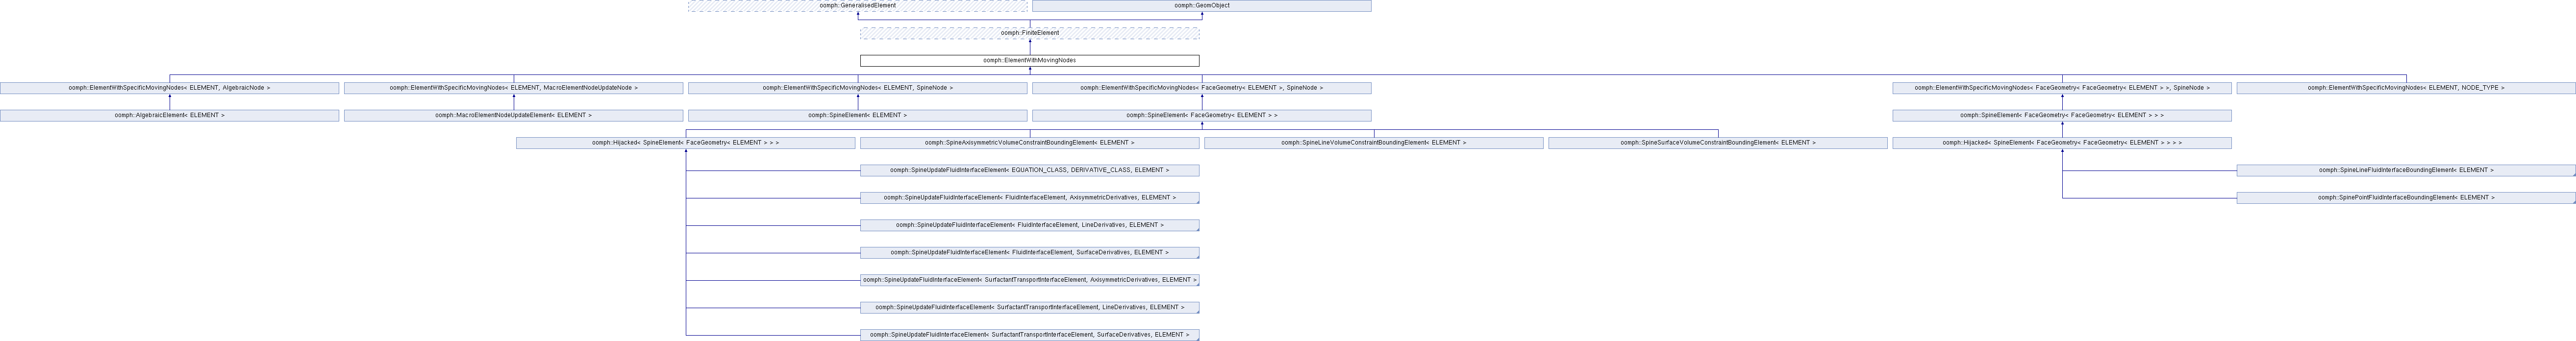 oomph::GeneralisedElement
oomph::GeomObject
oomph::FiniteElement
oomph::ElementWithMovingNodes
oomph::ElementWithSpecificMovingNodes< ELEMENT, AlgebraicNode >
oomph::ElementWithSpecificMovingNodes< ELEMENT, MacroElementNodeUpdateNode >
oomph::ElementWithSpecificMovingNodes< ELEMENT, SpineNode >
oomph::ElementWithSpecificMovingNodes< FaceGeometry< ELEMENT >, SpineNode >
oomph::ElementWithSpecificMovingNodes< FaceGeometry< FaceGeometry< ELEMENT > >, SpineNode >
oomph::ElementWithSpecificMovingNodes< ELEMENT, NODE_TYPE >
oomph::AlgebraicElement< ELEMENT >
oomph::MacroElementNodeUpdateElement< ELEMENT >
oomph::SpineElement< ELEMENT >
oomph::SpineElement< FaceGeometry< ELEMENT > >
oomph::SpineElement< FaceGeometry< FaceGeometry< ELEMENT > > >
oomph::Hijacked< SpineElement< FaceGeometry< ELEMENT > > >
oomph::SpineAxisymmetricVolumeConstraintBoundingElement< ELEMENT >
oomph::SpineLineVolumeConstraintBoundingElement< ELEMENT >
oomph::SpineSurfaceVolumeConstraintBoundingElement< ELEMENT >
oomph::Hijacked< SpineElement< FaceGeometry< FaceGeometry< ELEMENT > > > >
oomph::SpineUpdateFluidInterfaceElement< EQUATION_CLASS, DERIVATIVE_CLASS, ELEMENT >
oomph::SpineLineFluidInterfaceBoundingElement< ELEMENT >
oomph::SpineUpdateFluidInterfaceElement< FluidInterfaceElement, AxisymmetricDerivatives, ELEMENT >
oomph::SpinePointFluidInterfaceBoundingElement< ELEMENT >
oomph::SpineUpdateFluidInterfaceElement< FluidInterfaceElement, LineDerivatives, ELEMENT >
oomph::SpineUpdateFluidInterfaceElement< FluidInterfaceElement, SurfaceDerivatives, ELEMENT >
oomph::SpineUpdateFluidInterfaceElement< SurfactantTransportInterfaceElement, AxisymmetricDerivatives, ELEMENT >
oomph::SpineUpdateFluidInterfaceElement< SurfactantTransportInterfaceElement, LineDerivatives, ELEMENT >
oomph::SpineUpdateFluidInterfaceElement< SurfactantTransportInterfaceElement, SurfaceDerivatives, ELEMENT >